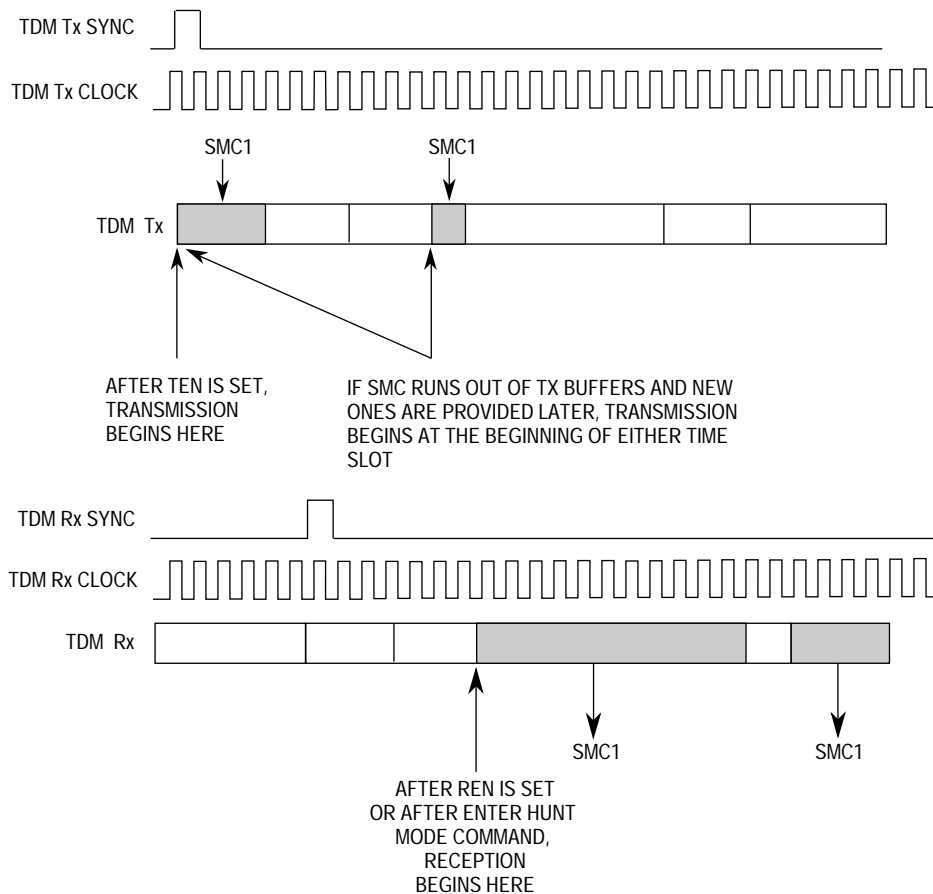 TDM Tx SYNC
TDM Tx CLOCK
SMC1
SMC1
TDM Tx
AFTER TEN IS SET,
TRANSMISSION
BEGINS HERE
IF SMC RUNS OUT OF TX BUFFERS AND NEW
ONES ARE PROVIDED LATER, TRANSMISSION
BEGINS AT THE BEGINNING OF EITHER TIME
SLOT
TDM Rx SYNC
TDM Rx CLOCK
TDM Rx
SMC1
SMC1
AFTER REN IS SET
OR AFTER ENTER HUNT
MODE COMMAND,
RECEPTION
BEGINS HERE